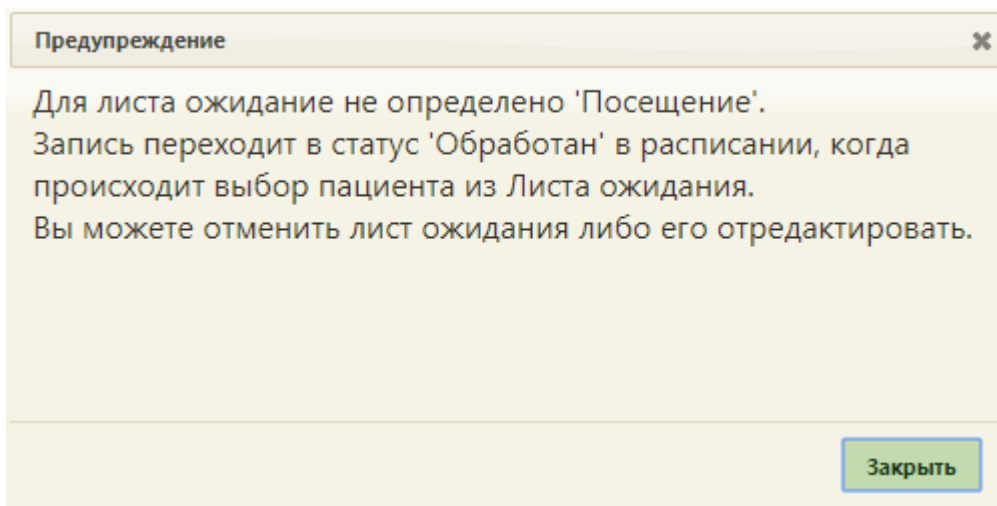 Предупреждение
Для листа ожидание не определено 'Посещение'.
Запись переходит в статус 'Обработан' в расписании, когда
происходит выбор пациента из Листа ожидания.
Вы можете отменить лист ожидания либо его отредактировать.
Закрыть